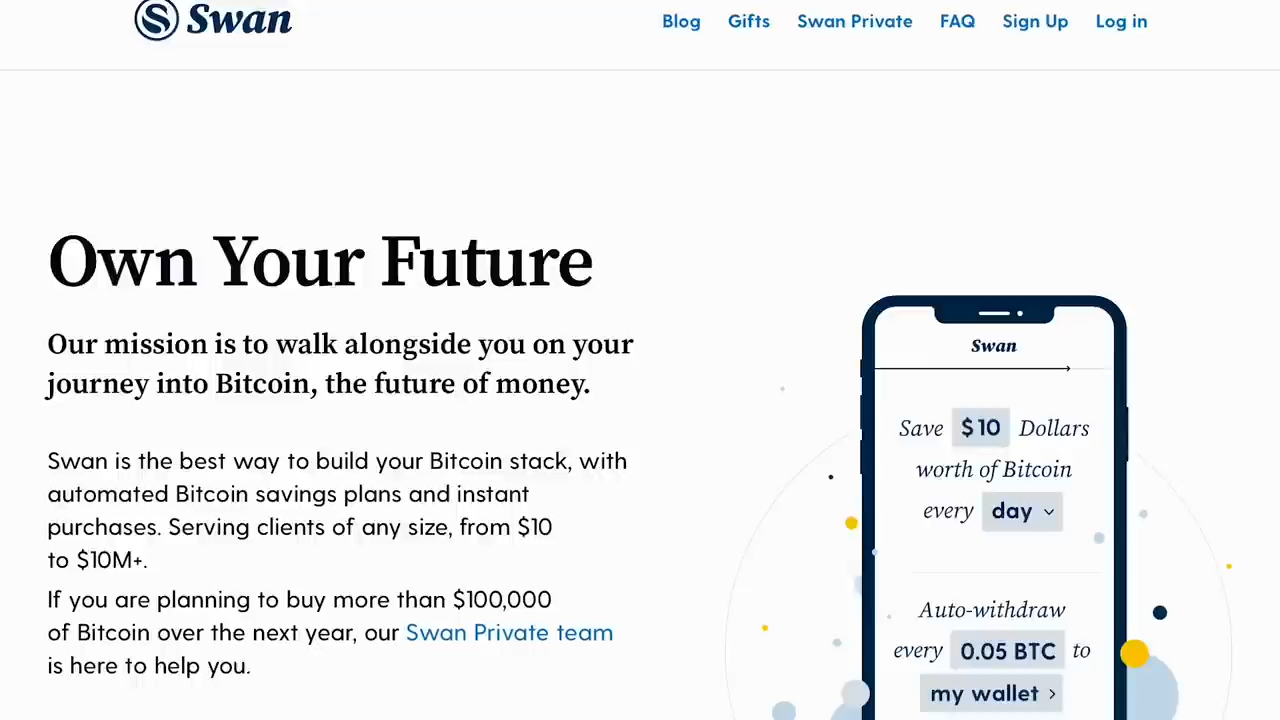 Swan
Blog Gifts Swan Private FAQ Sign Up Log in
Own Your Future
Our mission is to walk alongside you on your
journey into Bitcoin, the future of money.
Swan is the best way to build your Bitcoin stack, with
automated Bitcoin savings plans and instant
purchases. Serving clients of any size, from $10
to $10M+.
If you are planning to buy more than $100,000
of Bitcoin over the next year, our Swan Private team
is here to help you.
Swan
Save $10 Dollars
worth of Bitcoin
every day
Auto-withdraw
every 0.05 BTC to
my wallet